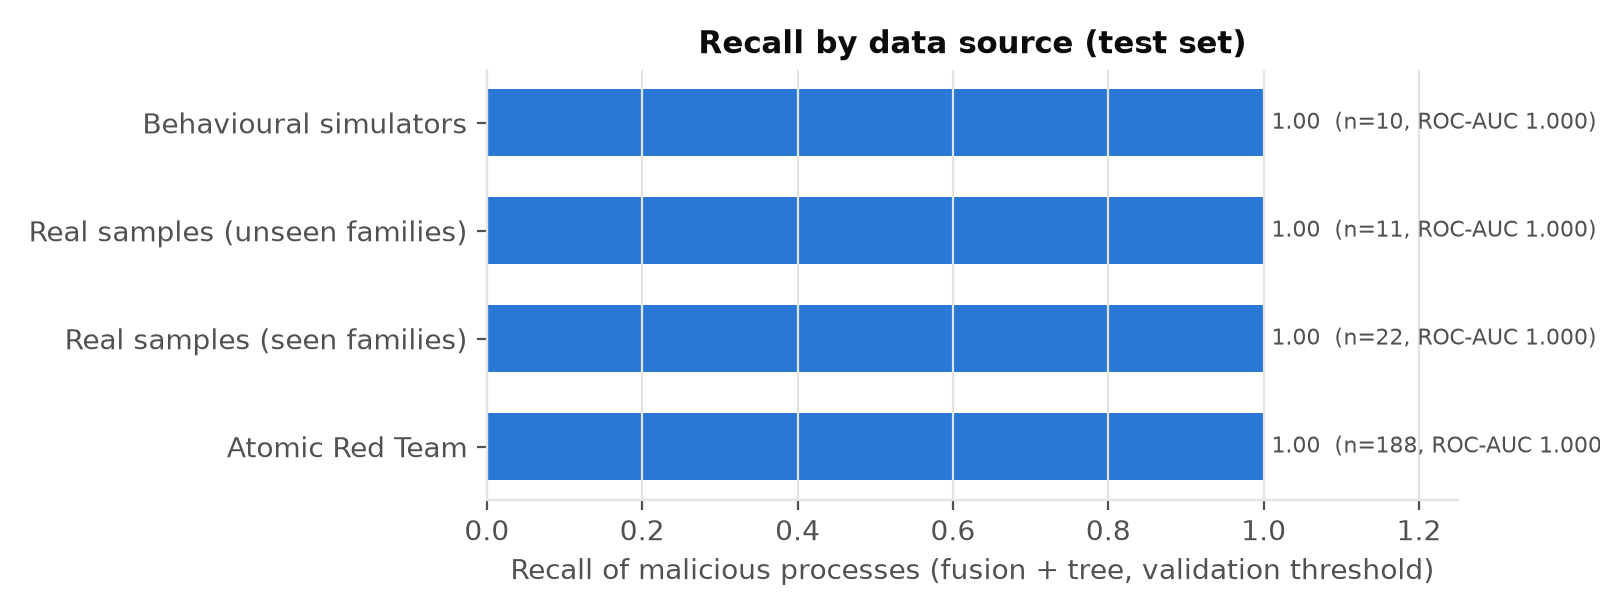 Recall by data source (test set)
Behavioural simulators
1.00 (n=10, ROC-AUC 1.000)
Real samples (unseen families)
1.00 (n=11, ROC-AUC 1.000)
Real samples (seen families)
1.00 (n=22, ROC-AUC 1.000)
Atomic Red Team
1.00 (n=188, ROC-AUC 1.000
0.0 0.2 0.4 0.6 0.8 1.0 1.2
Recall of malicious processes (fusion + tree, validation threshold)